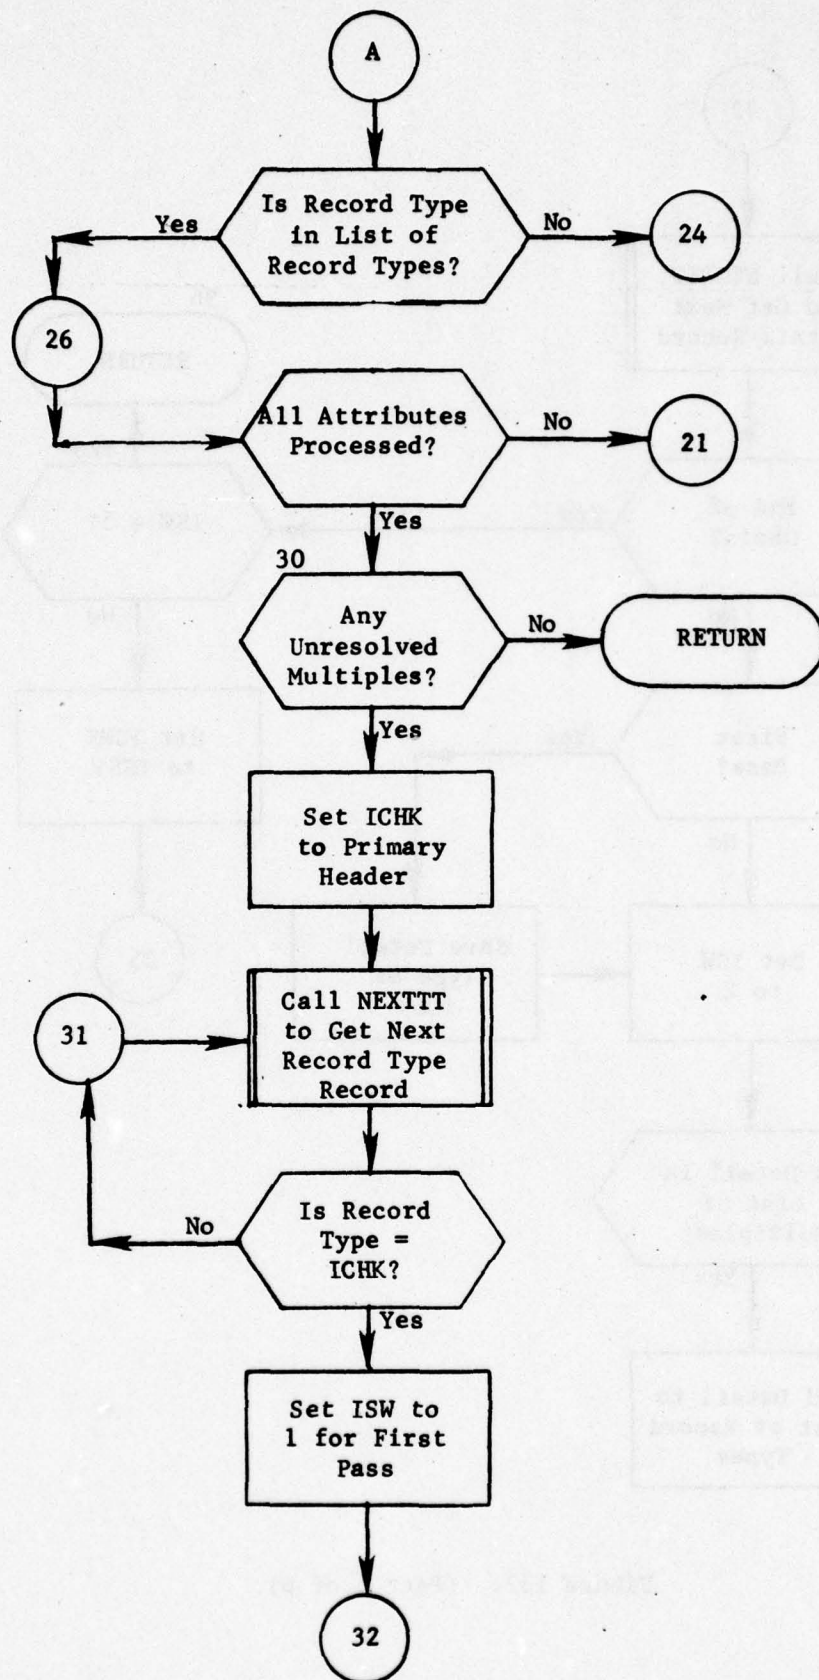 A
Is Record Type
in List of
Record Types?
Yes
No
24
26
All Attributes
Processed?
No
21
Yes
30
Any
Unresolved
Multiples?
No
RETURN
Yes
Set ICHK
to Primary
Header
31
Call NEXTTT
to Get Next
Record Type
Record
Is Record
Type =
ICHK?
No
Yes
Set ISW to
1 for First
Pass
32